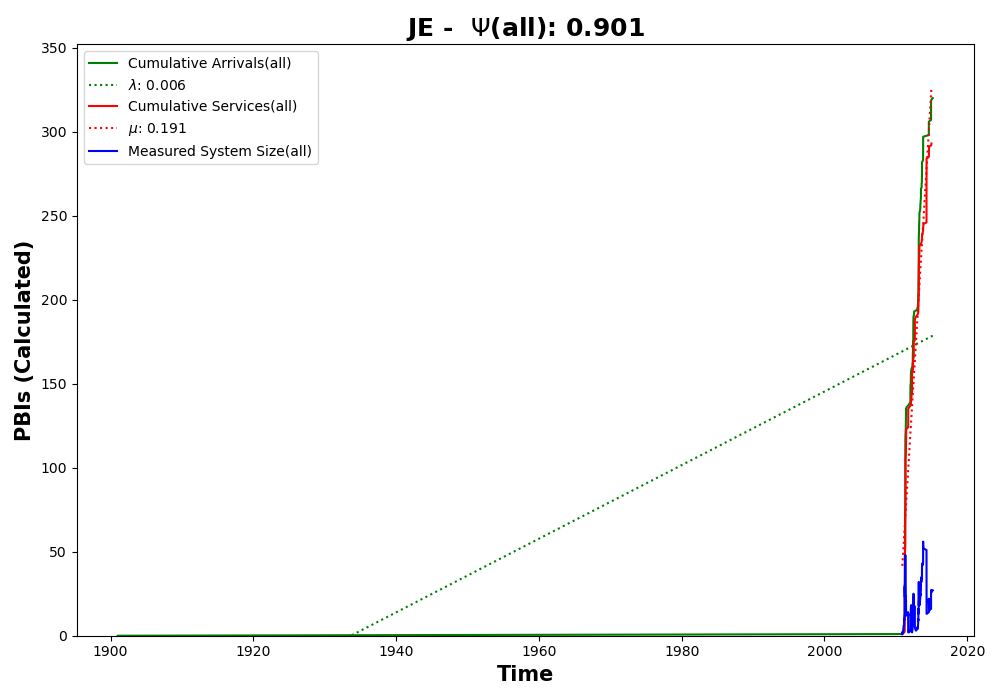 JE -  Ψ(all): 0.901
Cumulative Arrivals(all)
λ: 0.006
Cumulative Services(all)
μ: 0.191
Measured System Size(all)
PBIs (Calculated)
350
300
250
200
150
100
50
0
1900 1920 1940 1960 1980 2000 2020
Time